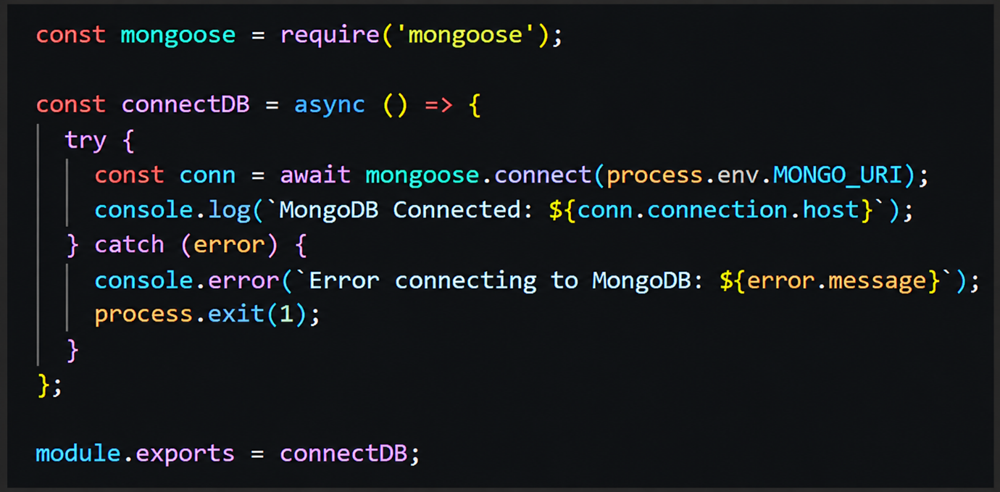 const mongoose = require('mongoose');

const connectDB = async () => {
  try {
    const conn = await mongoose.connect(process.env.MONGO_URI);
    console.log(`MongoDB Connected: ${conn.connection.host}`);
  } catch (error) {
    console.error(`Error connecting to MongoDB: ${error.message}`);
    process.exit(1);
  }
};

module.exports = connectDB;